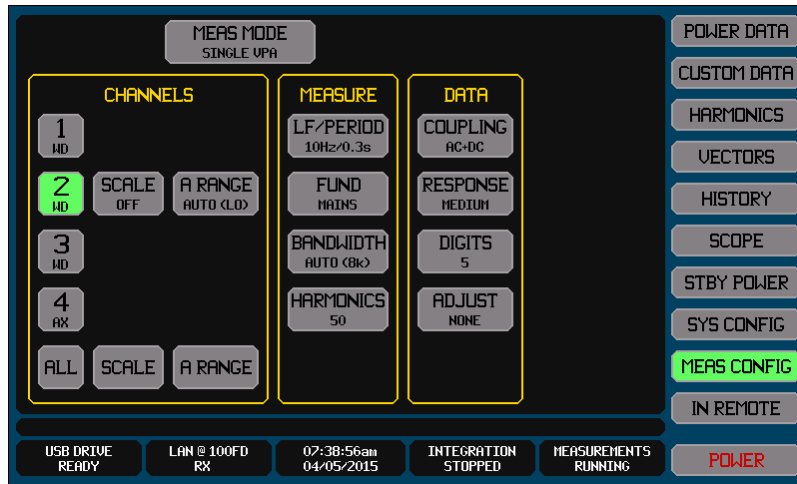 MEAS MODE
SINGLE VPA
CHANNELS
1
WD
2
WD
SCALE
OFF
A RANGE
AUTO (LO)
3
WD
4
AX
ALL
SCALE
A RANGE
MEASURE
LF/PERIOD
10Hz/0.3s
FUND
MAINS
BANDWIDTH
AUTO (8k)
HARMONICS
50
DATA
COUPLING
AC+DC
RESPONSE
MEDIUM
DIGITS
5
ADJUST
NONE
POWER DATA
CUSTOM DATA
HARMONICS
VECTORS
HISTORY
SCOPE
STBY POWER
SYS CONFIG
MEAS CONFIG
IN REMOTE
POWER
USB DRIVE
READY
LAN @ 100FD
RX
07:38:56am
04/05/2015
INTEGRATION
STOPPED
MEASUREMENTS
RUNNING